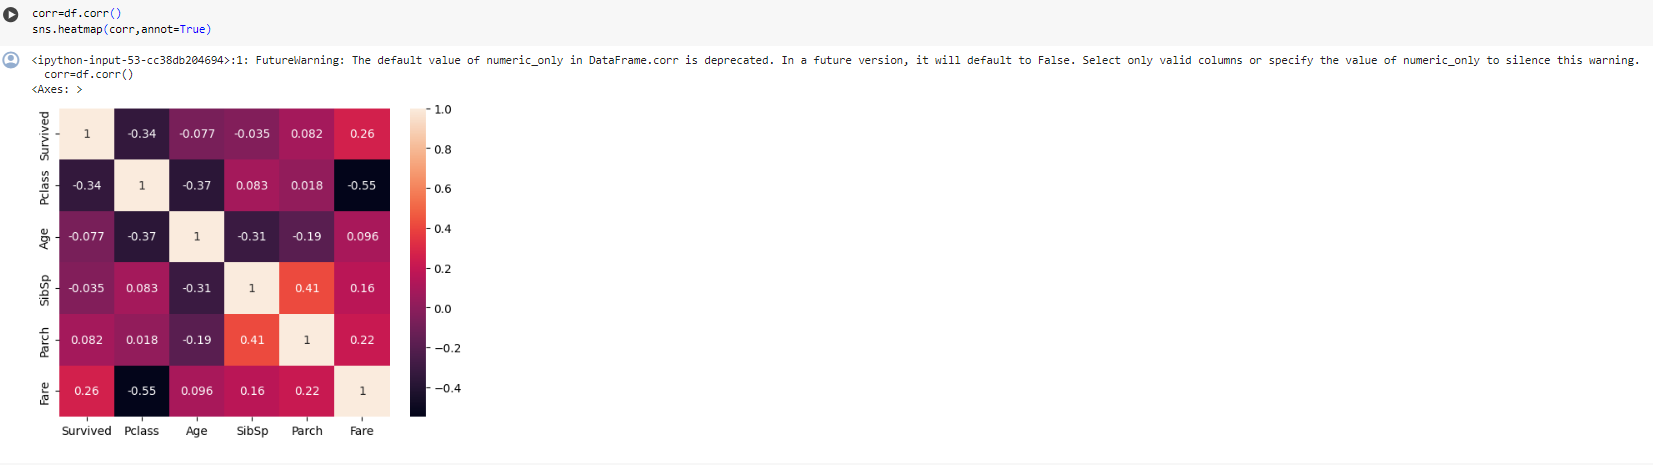 corr=df.corr()
sns.heatmap(corr,annot=True)
<ipython-input-53-cc38db204694>:1: FutureWarning: The default value of numeric_only in DataFrame.corr is deprecated. In a future version, it will default to False. Select only valid columns or specify the value of numeric_only to silence this warning.
corr=df.corr()
<Axes: >
Survived 1 -0.34 -0.077 -0.035 0.082 0.26
Pclass -0.34 1 -0.37 0.083 0.018 -0.55
Age -0.077 -0.37 1 -0.31 -0.19 0.096
SibSp -0.035 0.083 -0.31 1 0.41 0.16
Parch 0.082 0.018 -0.19 0.41 1 0.22
Fare 0.26 -0.55 0.096 0.16 0.22 1
Survived Pclass Age SibSp Parch Fare
1.0
0.8
0.6
0.4
0.2
0.0
−0.2
−0.4